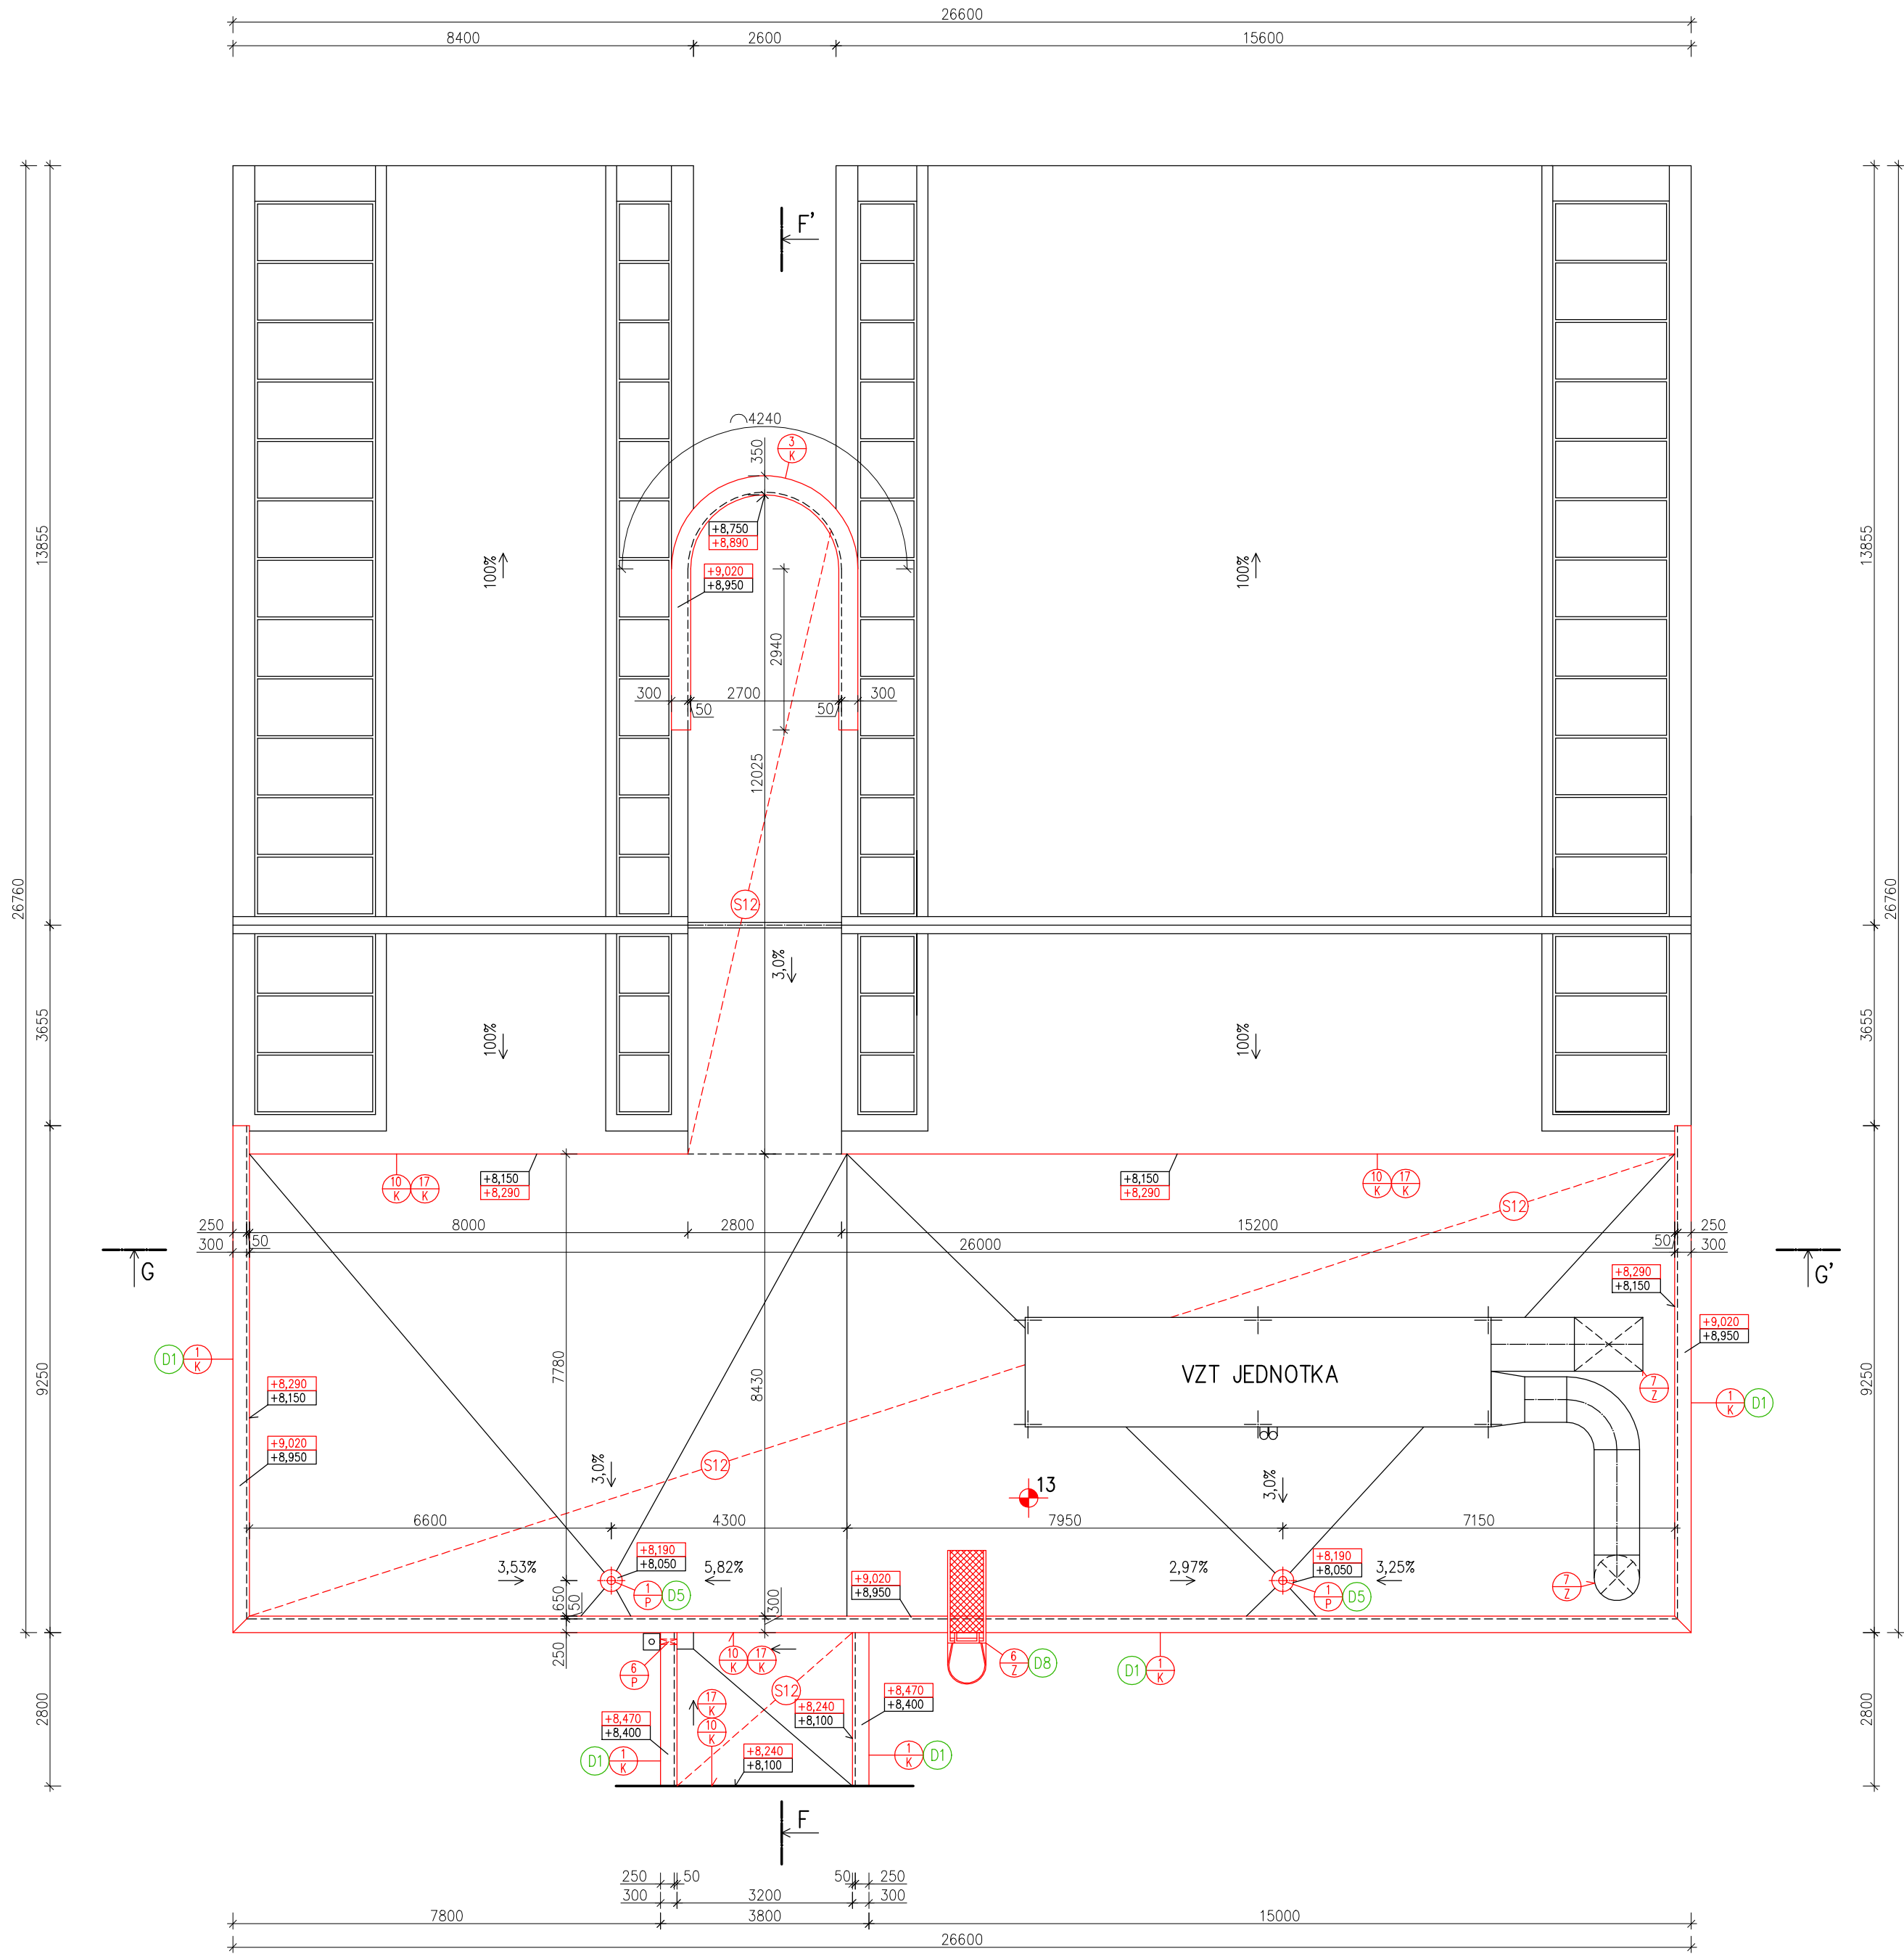 26600
8400 2600 15600
F'
4240
350
3
K
+8,750
+8,890
+9,020
+8,950
13855
13855
100%
100%
2940
300 2700 300
50 50
12025
S12
26760
26760
3,0%
3655
3655
100%
100%
10
K
17
K
+8,150
+8,290
+8,150
+8,290
10
K
17
K
S12
250 8000 2800 15200 250
300 50 26000 50 300
G
G'
+8,290
+8,150
+9,020
+8,950
D1
1
K
7780
8430
VZT JEDNOTKA
7
Z
9250
9250
+8,290
+8,150
1
K
D1
+9,020
+8,950
3,0%
S12
3,0%
13
6600 4300 7950 7150
+8,190
+8,050
+8,190
+8,050
3,53% 5,82%
2,97% 3,25%
1
P
D5
+9,020
+8,950
1
P
D5
7
Z
650
50
300
250
6
P
10
K
17
K
6
Z
D8
D1
1
K
S12
17
K
10
K
+8,470
+8,400
+8,240
+8,100
+8,470
+8,400
2800
2800
D1
1
K
+8,240
+8,100
1
K
D1
F
250 50 50 250
300 3200 300
7800 3800 15000
26600